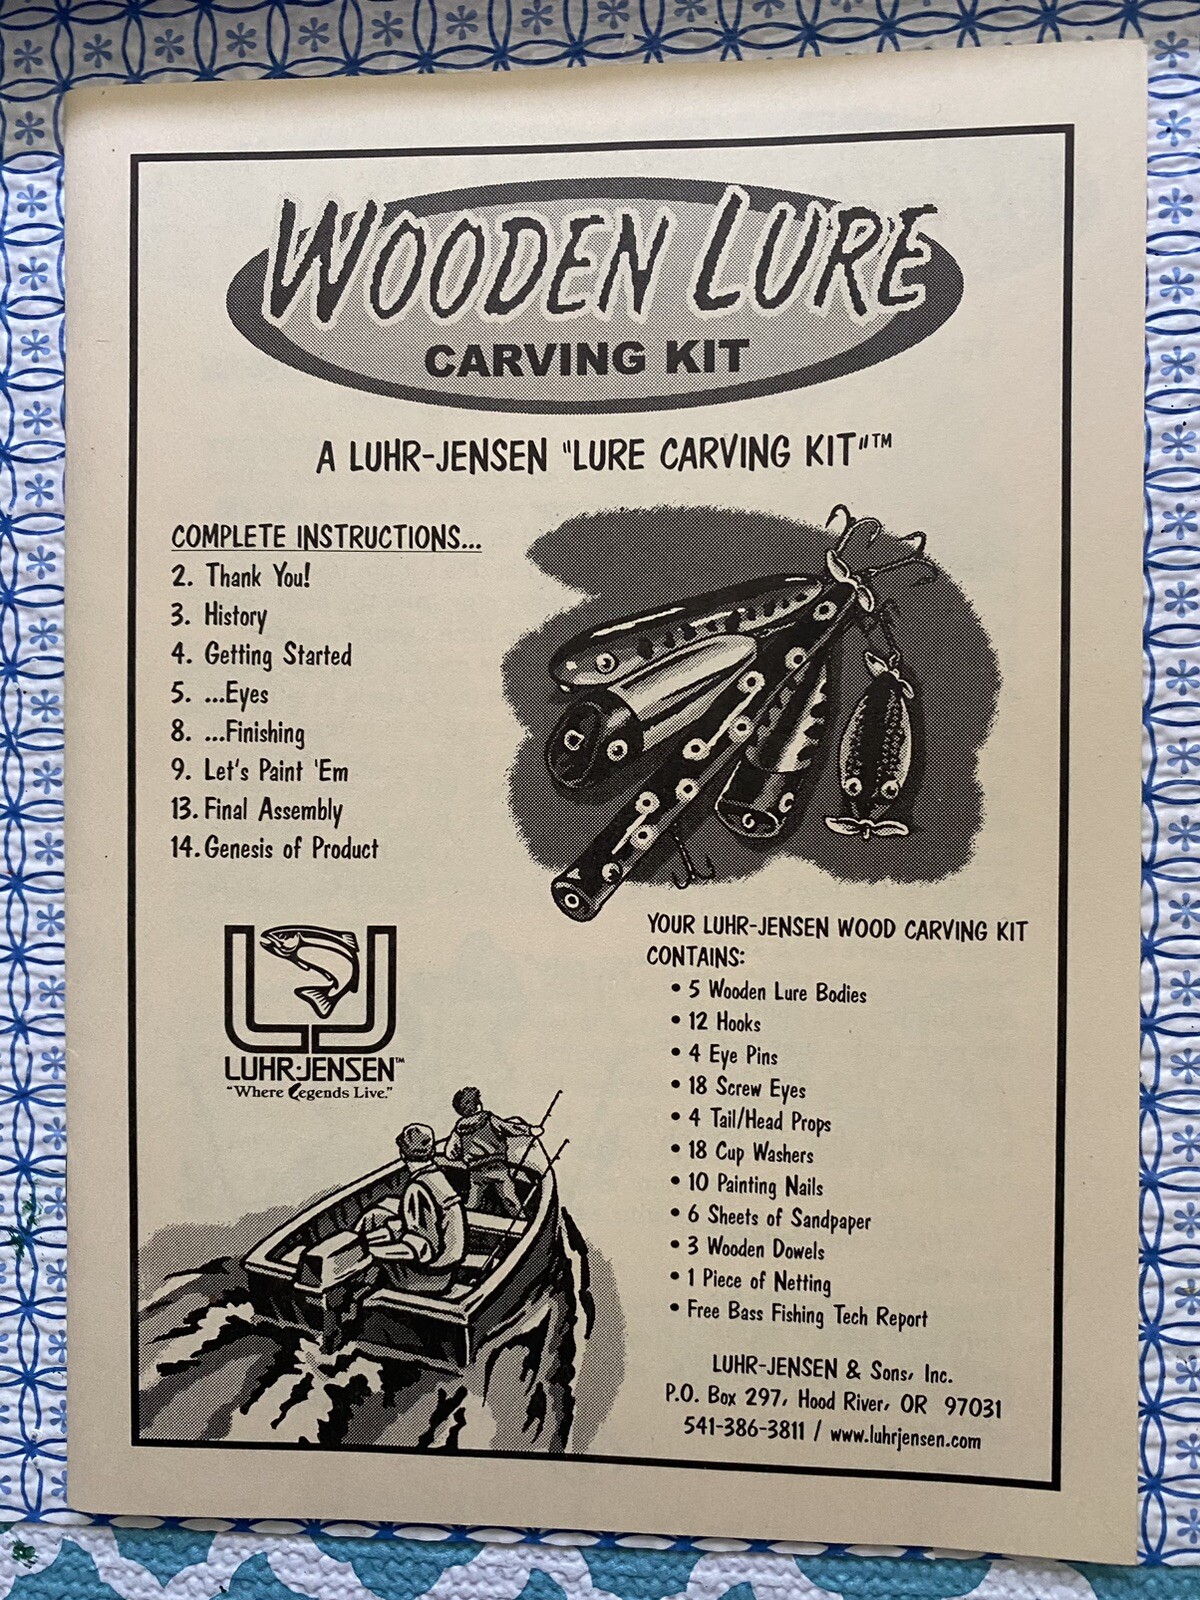 WOODEN LURE
CARVING KIT
A LUHR-JENSEN "LURE CARVING KIT"™
COMPLETE INSTRUCTIONS...
2. Thank You!
3. History
4. Getting Started
5. ...Eyes
8. ...Finishing
9. Let's Paint 'Em
13. Final Assembly
14. Genesis of Product
LUHR-JENSEN™
"Where Legends Live."
YOUR LUHR-JENSEN WOOD CARVING KIT
CONTAINS:
• 5 Wooden Lure Bodies
• 12 Hooks
• 4 Eye Pins
• 18 Screw Eyes
• 4 Tail/Head Props
• 18 Cup Washers
• 10 Painting Nails
• 6 Sheets of Sandpaper
• 3 Wooden Dowels
• 1 Piece of Netting
• Free Bass Fishing Tech Report
LUHR-JENSEN & Sons, Inc.
P.O. Box 297, Hood River, OR 97031
541-386-3811 / www.luhrjensen.com